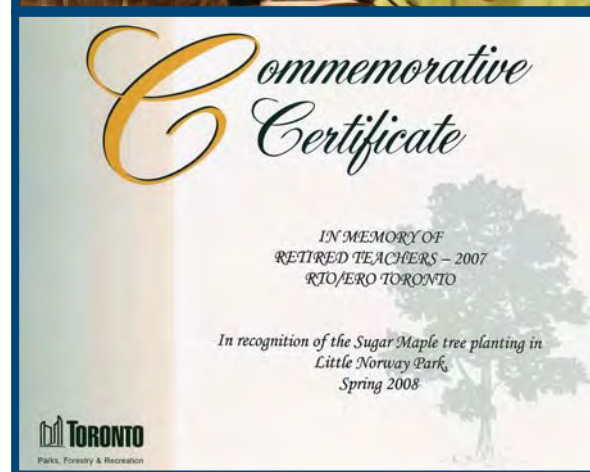 Commemorative
Certificate
IN MEMORY OF
RETIRED TEACHERS – 2007
RTO/ERO TORONTO
In recognition of the Sugar Maple tree planting in
Little Norway Park,
Spring 2008
TORONTO
Parks, Forestry & Recreation